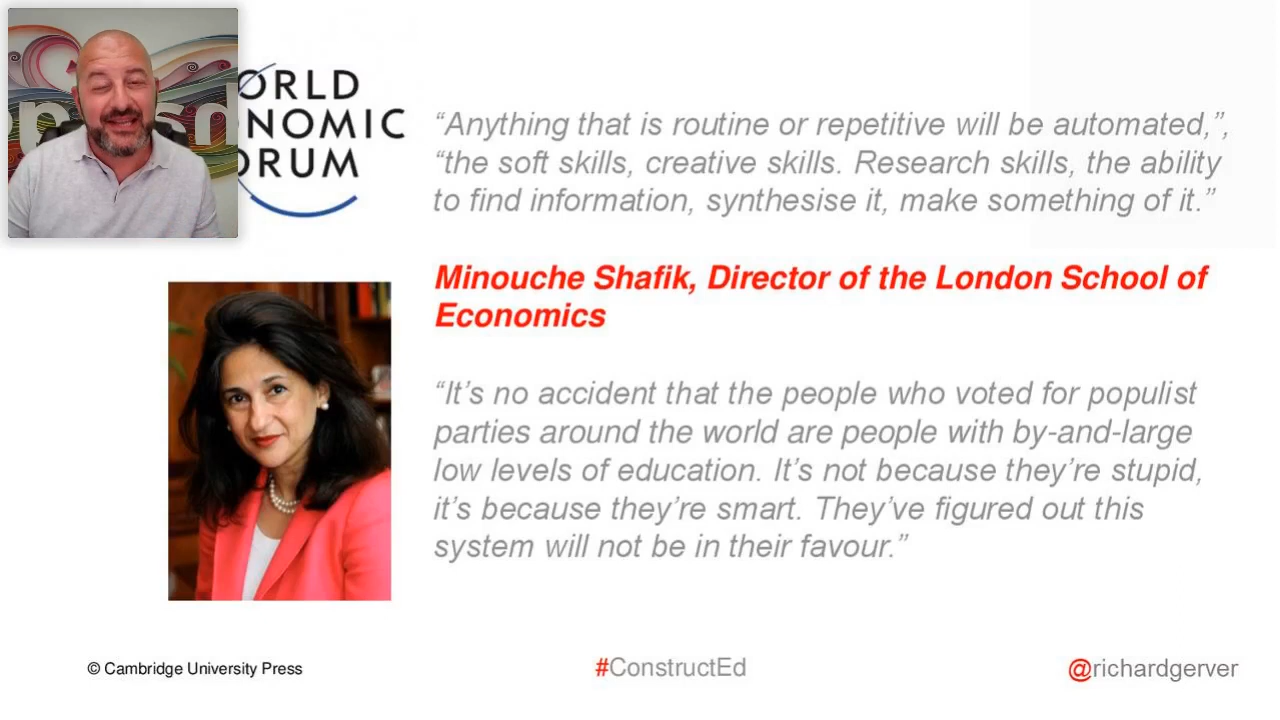 ORLD
NOMIC
ORUM
“Anything that is routine or repetitive will be automated,”,
“the soft skills, creative skills. Research skills, the ability
to find information, synthesise it, make something of it.”
Minouche Shafik, Director of the London School of
Economics
“It’s no accident that the people who voted for populist
parties around the world are people with by-and-large
low levels of education. It’s not because they’re stupid,
it’s because they’re smart. They’ve figured out this
system will not be in their favour.”
© Cambridge University Press
#ConstructEd
@richardgerver